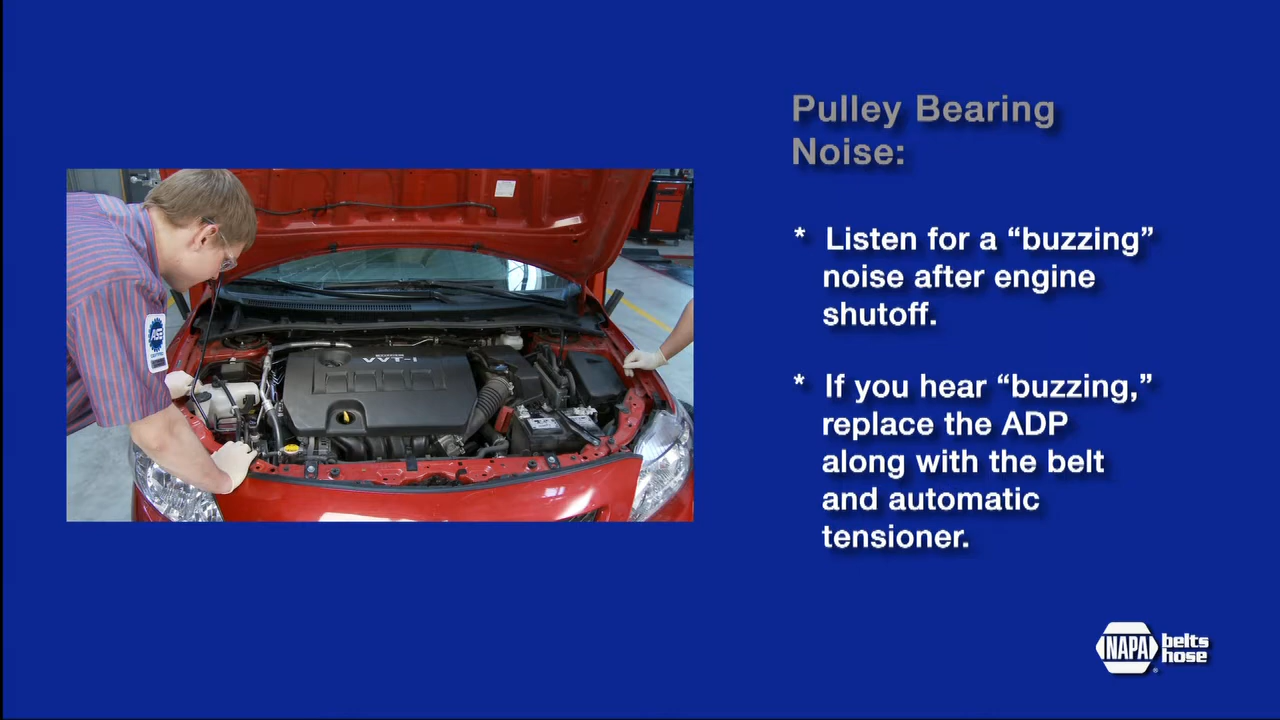 Pulley Bearing
Noise:
* Listen for a “buzzing”
noise after engine
shutoff.
* If you hear “buzzing,”
replace the ADP
along with the belt
and automatic
tensioner.
VVT-i
ASE
NAPA belts
hose